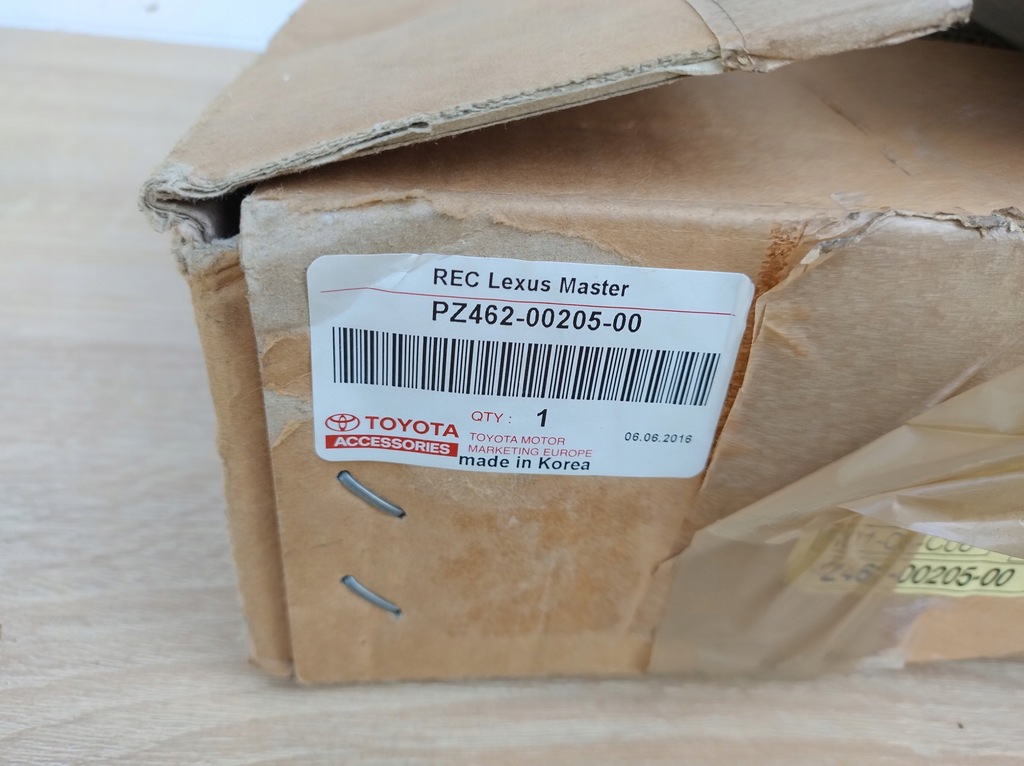 REC Lexus Master
PZ462-00205-00
TOYOTA
ACCESSORIES
QTY : 1
TOYOTA MOTOR
MARKETING EUROPE
made in Korea
06.06.2016
-00205-00